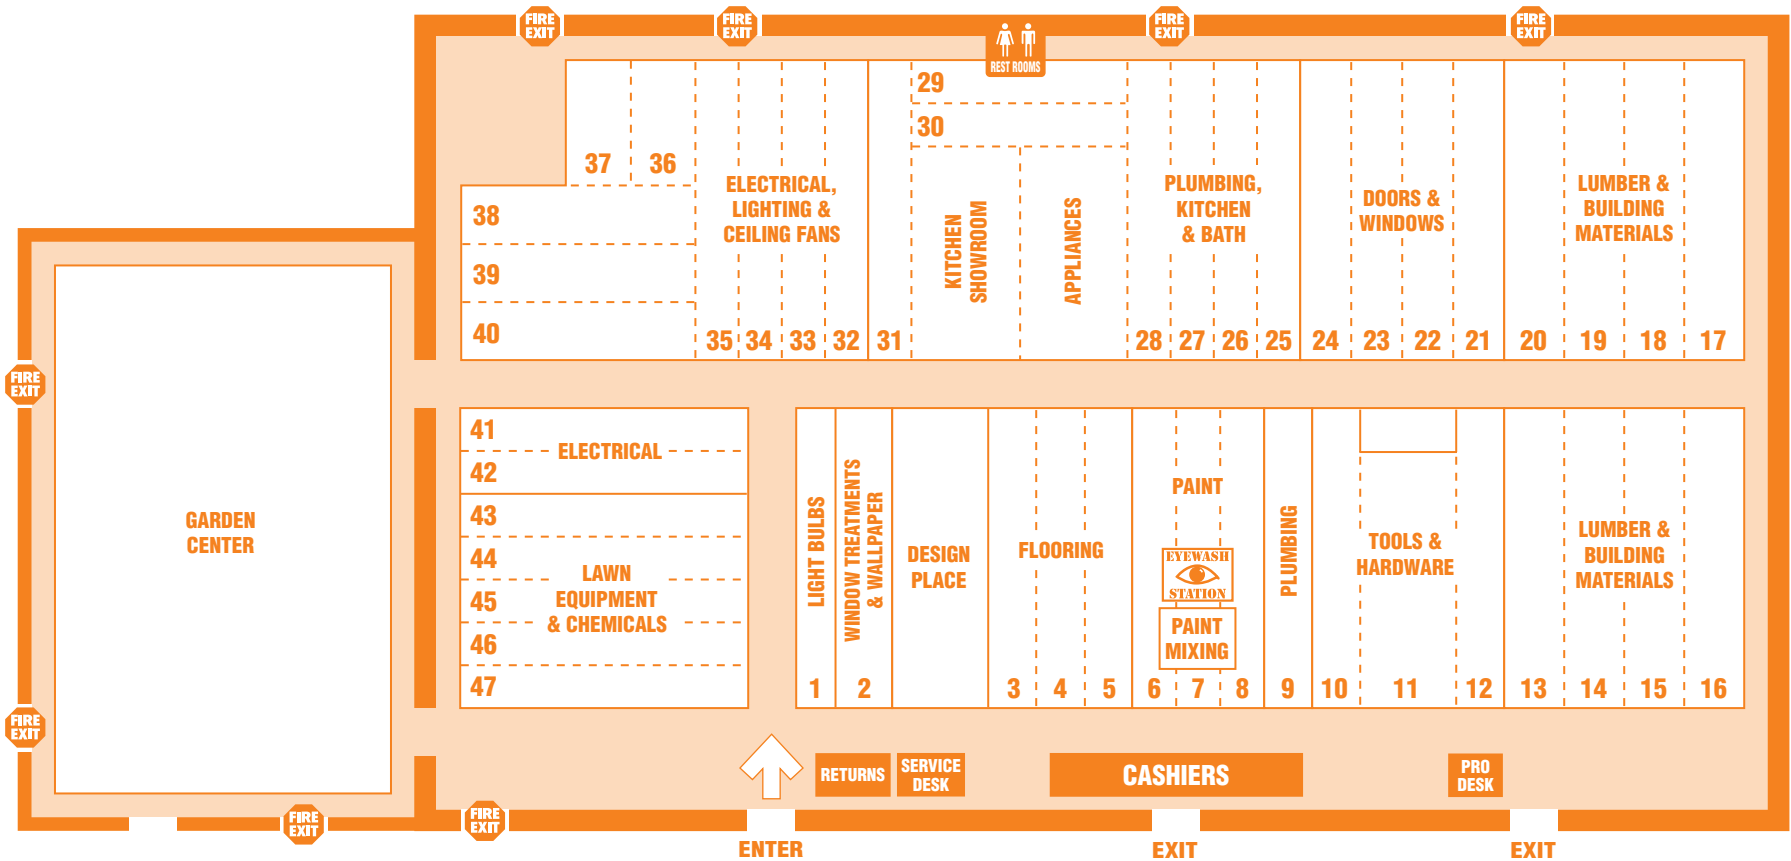 FIRE
EXIT
FIRE
EXIT
FIRE
EXIT
FIRE
EXIT
REST ROOMS
29
30
37
36
38
39
40
ELECTRICAL,
LIGHTING &
CEILING FANS
35
34
33
32
31
KITCHEN
SHOWROOM
APPLIANCES
PLUMBING,
KITCHEN
& BATH
28
27
26
25
DOORS &
WINDOWS
24
23
22
21
LUMBER &
BUILDING
MATERIALS
20
19
18
17
FIRE
EXIT
FIRE
EXIT
GARDEN
CENTER
41
42
ELECTRICAL
43
44
45
46
47
LAWN
EQUIPMENT
& CHEMICALS
LIGHT BULBS
1
WINDOW TREATMENTS
& WALLPAPER
2
DESIGN
PLACE
FLOORING
3
4
5
PAINT
EYEWASH
STATION
PAINT
MIXING
6
7
8
PLUMBING
9
TOOLS &
HARDWARE
10
11
12
LUMBER &
BUILDING
MATERIALS
13
14
15
16
RETURNS
SERVICE
DESK
CASHIERS
PRO
DESK
FIRE
EXIT
FIRE
EXIT
ENTER
EXIT
EXIT